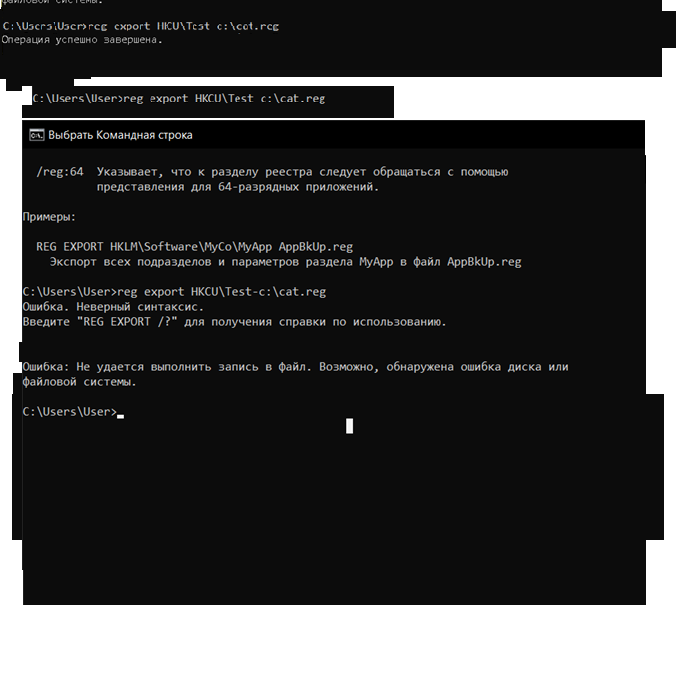 файловой системы.
C:\Users\User>reg export HKCU\Test c:\cat.reg
Операция успешно завершена.
C:\Users\User>reg export HKCU\Test c:\cat.reg
Выбрать Командная строка
/reg:64 Указывает, что к разделу реестра следует обращаться с помощью
представления для 64-разрядных приложений.
Примеры:
REG EXPORT HKLM\Software\MyCo\MyApp AppBkUp.reg
Экспорт всех подразделов и параметров раздела MyApp в файл AppBkUp.reg
C:\Users\User>reg export HKCU\Test-c:\cat.reg
Ошибка. Неверный синтаксис.
Введите "REG EXPORT /?" для получения справки по использованию.
Ошибка: Не удается выполнить запись в файл. Возможно, обнаружена ошибка диска или
файловой системы.
C:\Users\User>